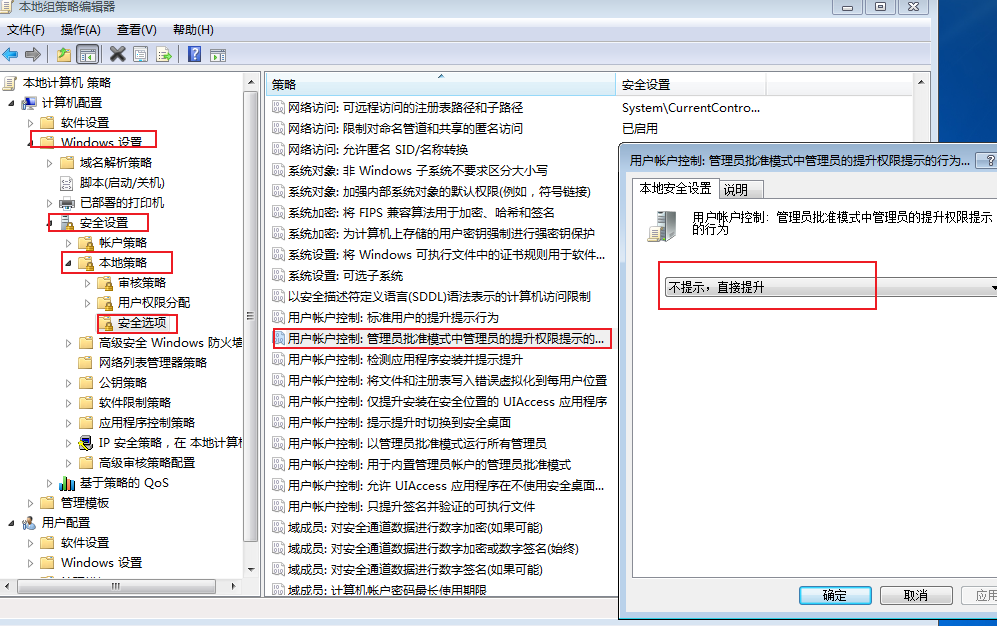 本地组策略编辑器
文件(F) 操作(A) 查看(V) 帮助(H)
本地计算机 策略
计算机配置
软件设置
Windows 设置
域名解析策略
脚本(启动/关机)
已部署的打印机
安全设置
帐户策略
本地策略
审核策略
用户权限分配
安全选项
高级安全 Windows 防火墙
网络列表管理器策略
公钥策略
软件限制策略
应用程序控制策略
IP 安全策略，在 本地计算机
高级审核策略配置
基于策略的 QoS
管理模板
用户配置
软件设置
Windows 设置
策略 安全设置
网络访问: 可远程访问的注册表路径和子路径 System\CurrentContro...
网络访问: 限制对命名管道和共享的匿名访问 已启用
网络访问: 允许匿名 SID/名称转换
系统对象: 非 Windows 子系统不要求区分大小写
系统对象: 加强内部系统对象的默认权限(例如，符号链接)
系统加密: 将 FIPS 兼容算法用于加密、哈希和签名
系统加密: 为计算机上存储的用户密钥强制进行强密钥保护
系统设置: 将 Windows 可执行文件中的证书规则用于软件...
系统设置: 可选子系统
以安全描述符定义语言(SDDL)语法表示的计算机访问限制
用户帐户控制: 标准用户的提升提示行为
用户帐户控制: 管理员批准模式中管理员的提升权限提示的...
用户帐户控制: 检测应用程序安装并提示提升
用户帐户控制: 将文件和注册表写入错误虚拟化到每用户位置
用户帐户控制: 仅提升安装在安全位置的 UIAccess 应用程序
用户帐户控制: 提示提升时切换到安全桌面
用户帐户控制: 以管理员批准模式运行所有管理员
用户帐户控制: 用于内置管理员帐户的管理员批准模式
用户帐户控制: 允许 UIAccess 应用程序在不使用安全桌面...
用户帐户控制: 只提升签名并验证的可执行文件
域成员: 对安全通道数据进行数字加密(如果可能)
域成员: 对安全通道数据进行数字加密或数字签名(始终)
域成员: 对安全通道数据进行数字签名(如果可能)
域成员: 计算机帐户密码最长使用期限
用户帐户控制: 管理员批准模式中管理员的提升权限提示的行为...
本地安全设置 说明
用户帐户控制: 管理员批准模式中管理员的提升权限提示
的行为
不提示，直接提升
确定 取消 应用